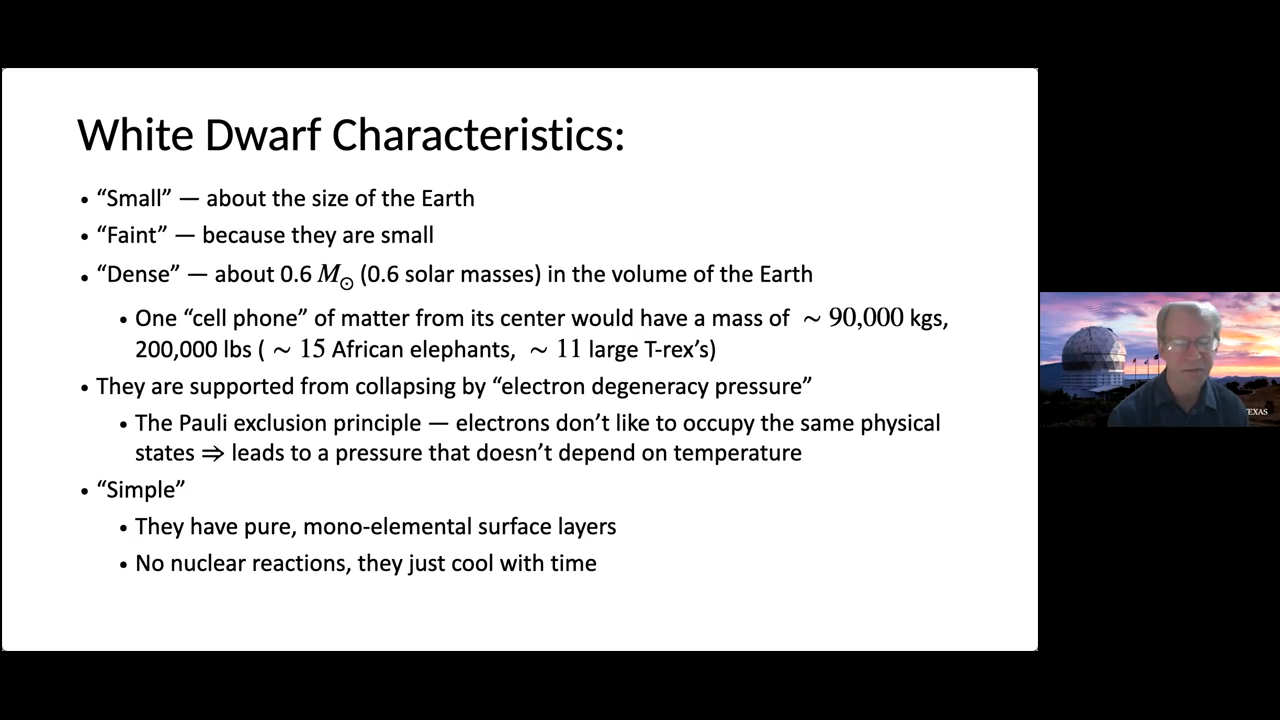 White Dwarf Characteristics:
• “Small” — about the size of the Earth
• “Faint” — because they are small
• “Dense” — about 0.6 M⊙ (0.6 solar masses) in the volume of the Earth
• One “cell phone” of matter from its center would have a mass of ~ 90,000 kgs,
200,000 lbs ( ~ 15 African elephants, ~ 11 large T-rex’s)
• They are supported from collapsing by “electron degeneracy pressure”
• The Pauli exclusion principle — electrons don’t like to occupy the same physical
states ⇒ leads to a pressure that doesn’t depend on temperature
• “Simple”
• They have pure, mono-elemental surface layers
• No nuclear reactions, they just cool with time